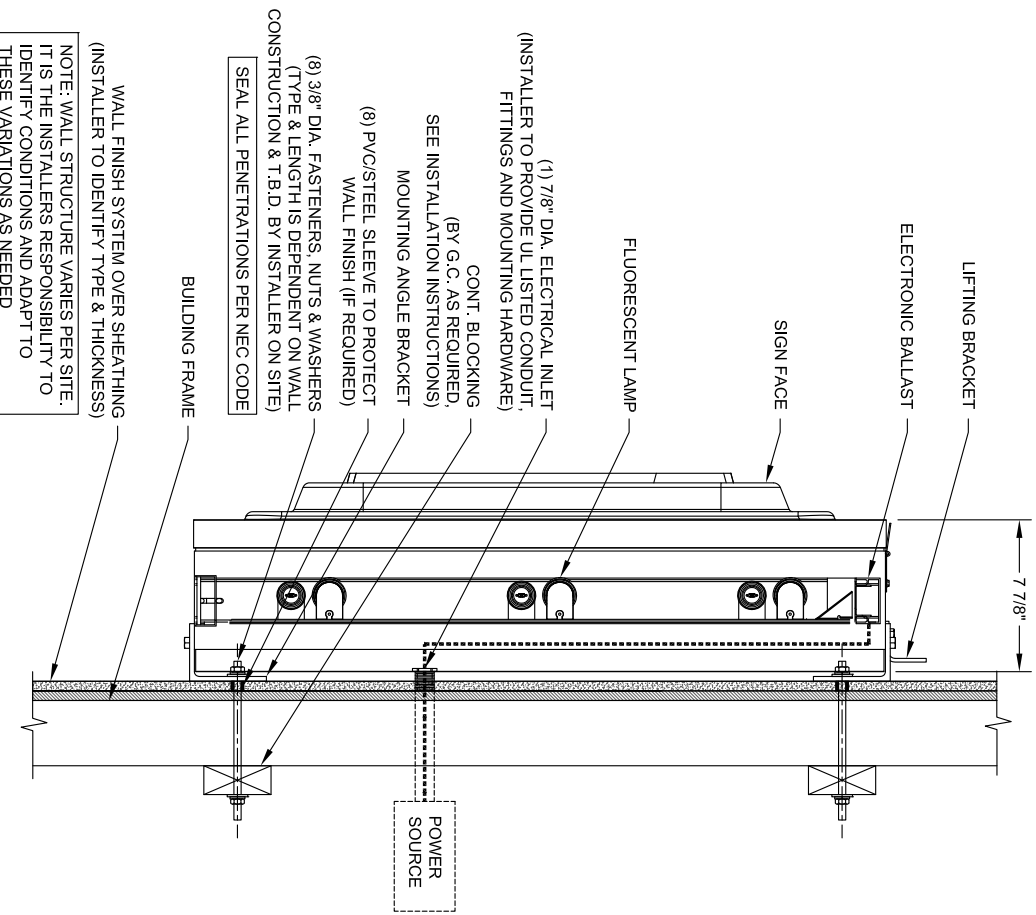 LIFTING BRACKET
ELECTRONIC BALLAST
SIGN FACE
FLUORESCENT LAMP
(1) 7/8" DIA. ELECTRICAL INLET
(INSTALLER TO PROVIDE UL LISTED CONDUIT,
FITTINGS AND MOUNTING HARDWARE)
CONT. BLOCKING
(BY G.C. AS REQUIRED,
SEE INSTALLATION INSTRUCTIONS)
MOUNTING ANGLE BRACKET
(8) PVC/STEEL SLEEVE TO PROTECT
WALL FINISH (IF REQUIRED)
(8) 3/8" DIA. FASTENERS, NUTS & WASHERS
(TYPE & LENGTH IS DEPENDENT ON WALL
CONSTRUCTION & T.B.D. BY INSTALLER ON SITE)
SEAL ALL PENETRATIONS PER NEC CODE
BUILDING FRAME
WALL FINISH SYSTEM OVER SHEATHING
(INSTALLER TO IDENTIFY TYPE & THICKNESS)
NOTE: WALL STRUCTURE VARIES PER SITE.
IT IS THE INSTALLERS RESPONSIBILITY TO
IDENTIFY CONDITIONS AND ADAPT TO
THESE VARIATIONS AS NEEDED
7 7/8"
POWER
SOURCE